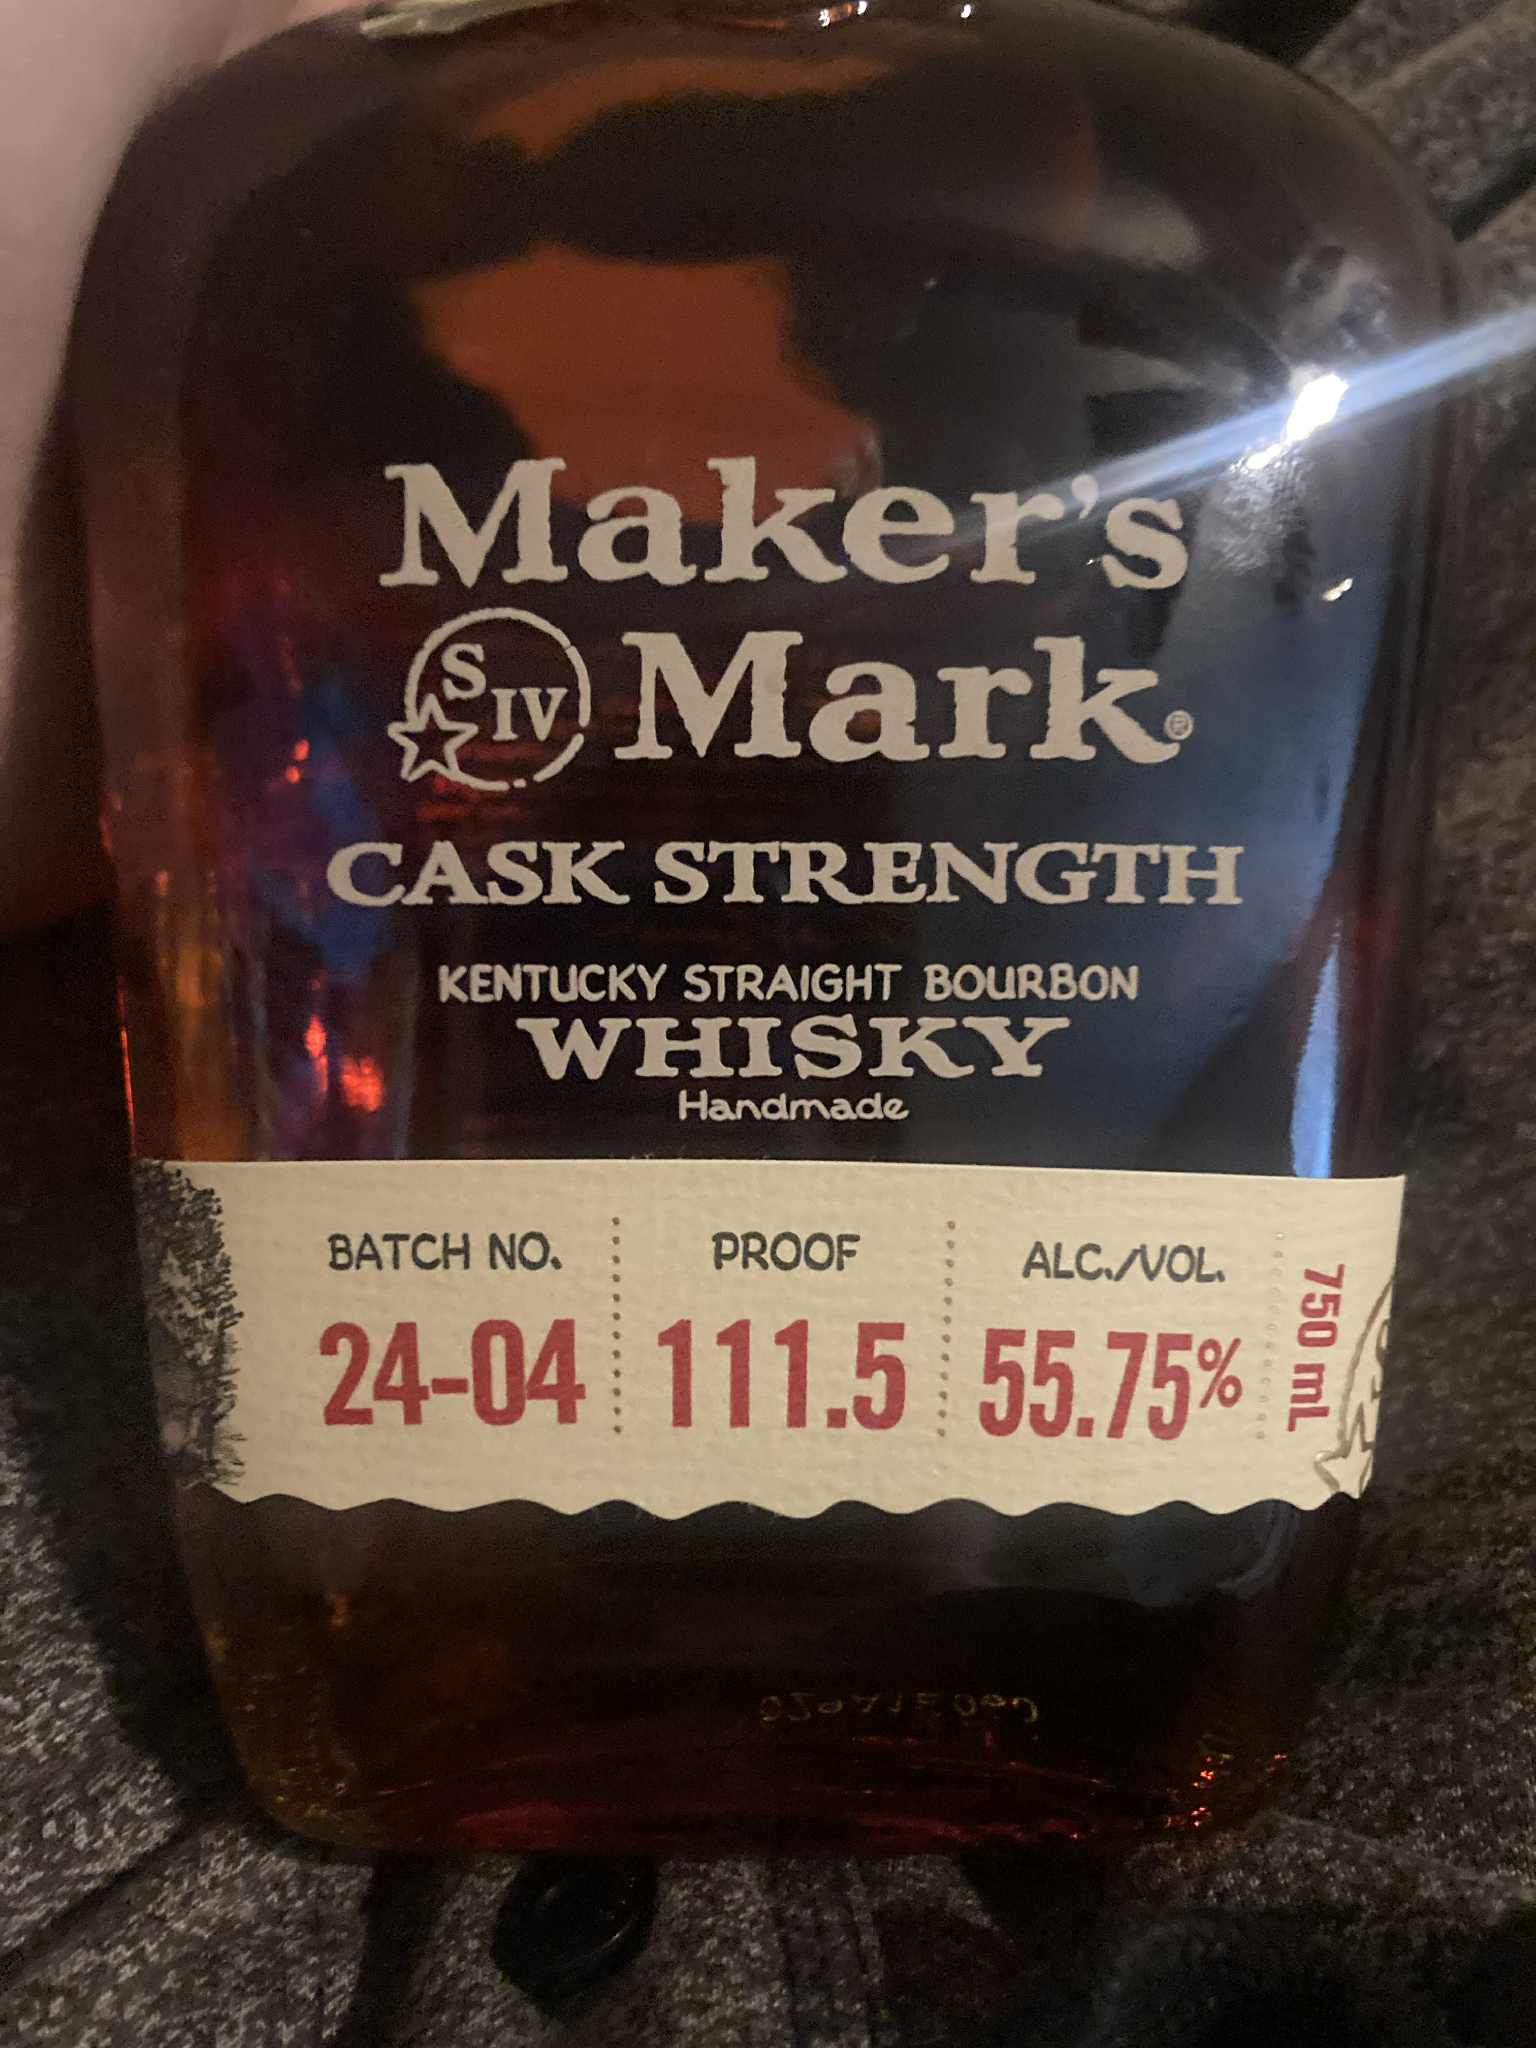 Maker's
S IV Mark®
CASK STRENGTH
KENTUCKY STRAIGHT BOURBON
WHISKY
Handmade
BATCH NO. PROOF ALC./VOL.
24-04 111.5 55.75%
750 mL